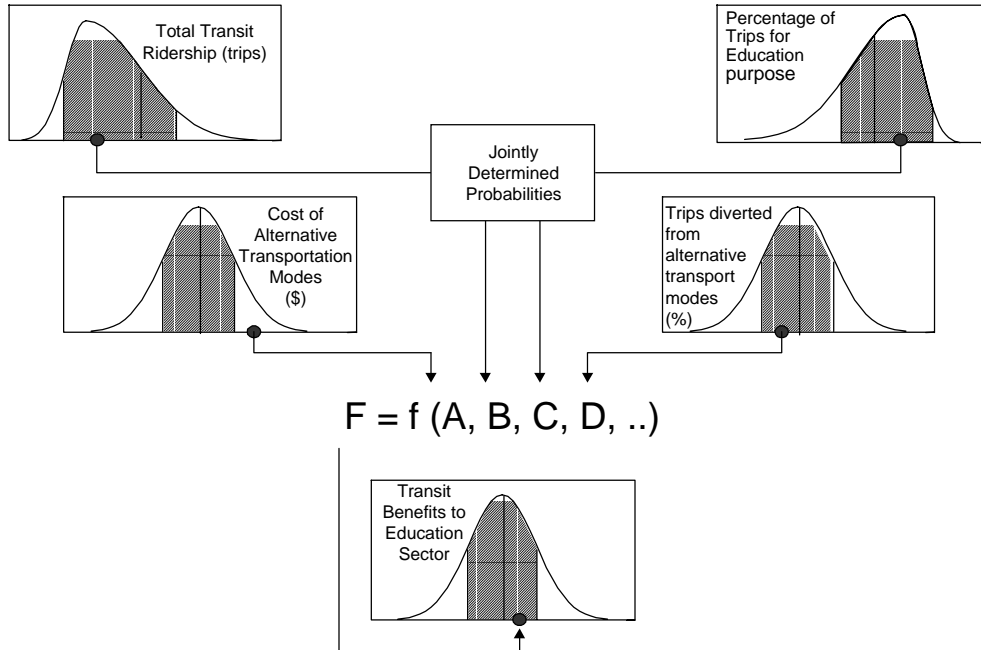 Total Transit
Ridership (trips)
Percentage of
Trips for
Education
purpose
Jointly
Determined
Probabilities
Cost of
Alternative
Transportation
Modes
($)
Trips diverted
from
alternative
transport
modes
(%)
F = f (A, B, C, D, ..)
Transit
Benefits to
Education
Sector